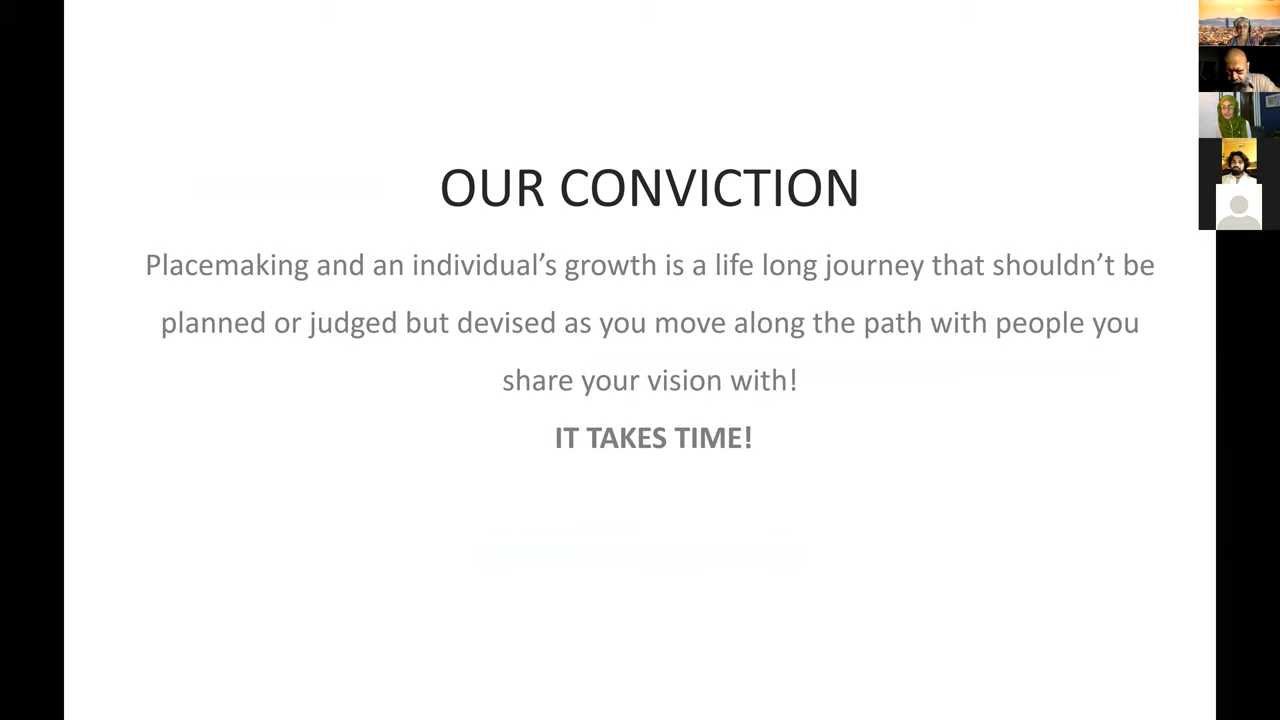 OUR CONVICTION
Placemaking and an individual’s growth is a life long journey that shouldn’t be
planned or judged but devised as you move along the path with people you
share your vision with!
IT TAKES TIME!